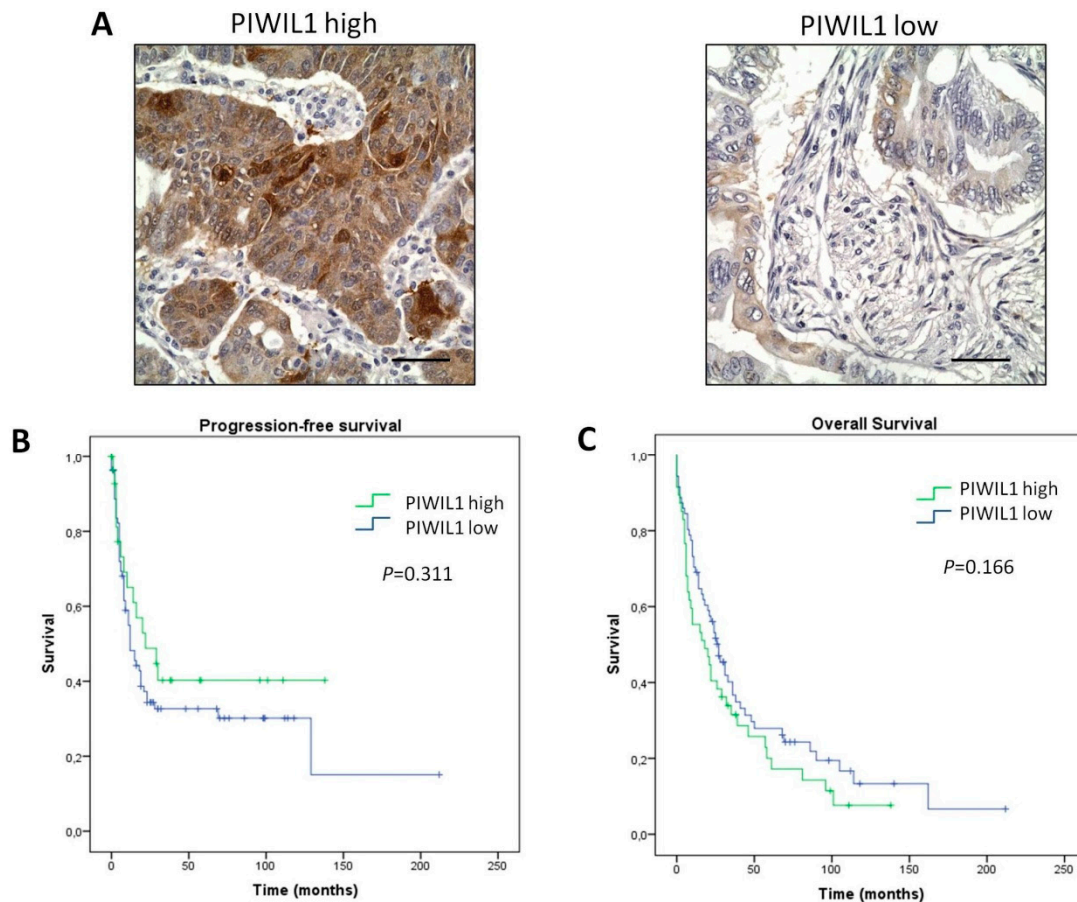 A
PIWIL1 high
PIWIL1 low
B
Progression-free survival
PIWIL1 high
PIWIL1 low
P=0.311
Survival
1,0
0,8
0,6
0,4
0,2
0,0
0
50
100
150
200
250
Time (months)
C
Overall Survival
PIWIL1 high
PIWIL1 low
P=0.166
Survival
1,0
0,8
0,6
0,4
0,2
0,0
0
50
100
150
200
250
Time (months)